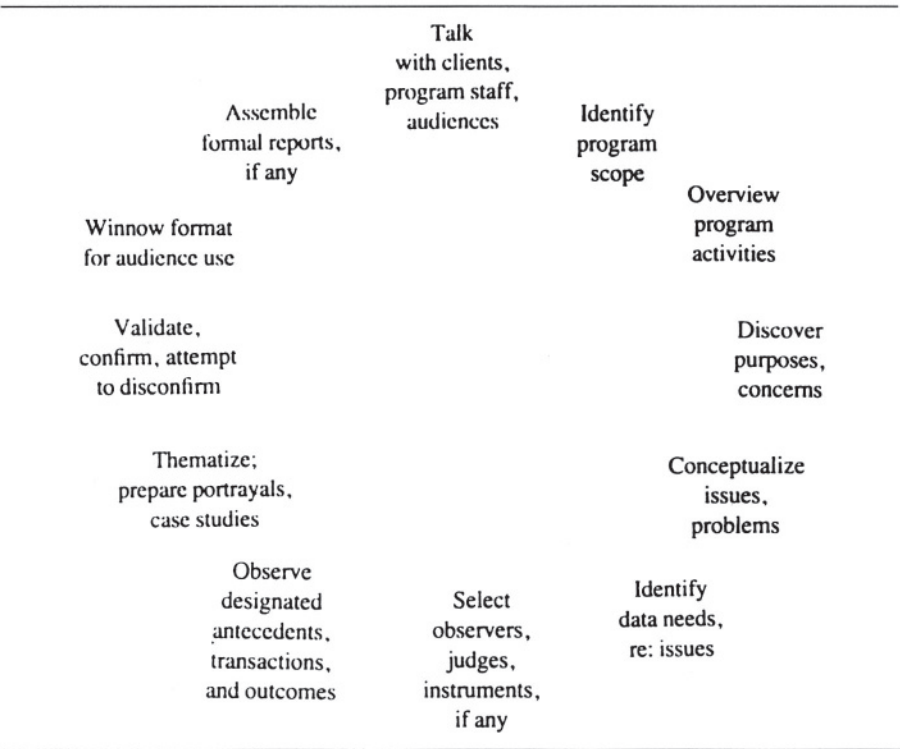 Talk
with clients,
program staff,
audiences
Identify
program
scope
Overview
program
activities
Discover
purposes,
concerns
Conceptualize
issues,
problems
Identify
data needs,
re: issues
Select
observers,
judges,
instruments,
if any
Observe
designated
antecedents,
transactions,
and outcomes
Thematize;
prepare portrayals,
case studies
Validate,
confirm, attempt
to disconfirm
Winnow format
for audience use
Assemble
formal reports,
if any